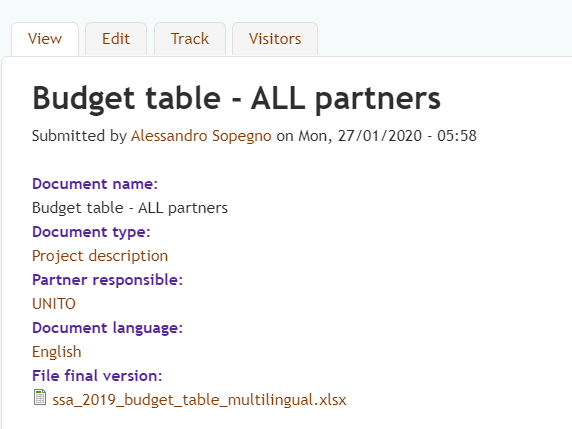 View Edit Track Visitors
Budget table - ALL partners
Submitted by Alessandro Sopegno on Mon, 27/01/2020 - 05:58
Document name:
Budget table - ALL partners
Document type:
Project description
Partner responsible:
UNITO
Document language:
English
File final version:
ssa_2019_budget_table_multilingual.xlsx